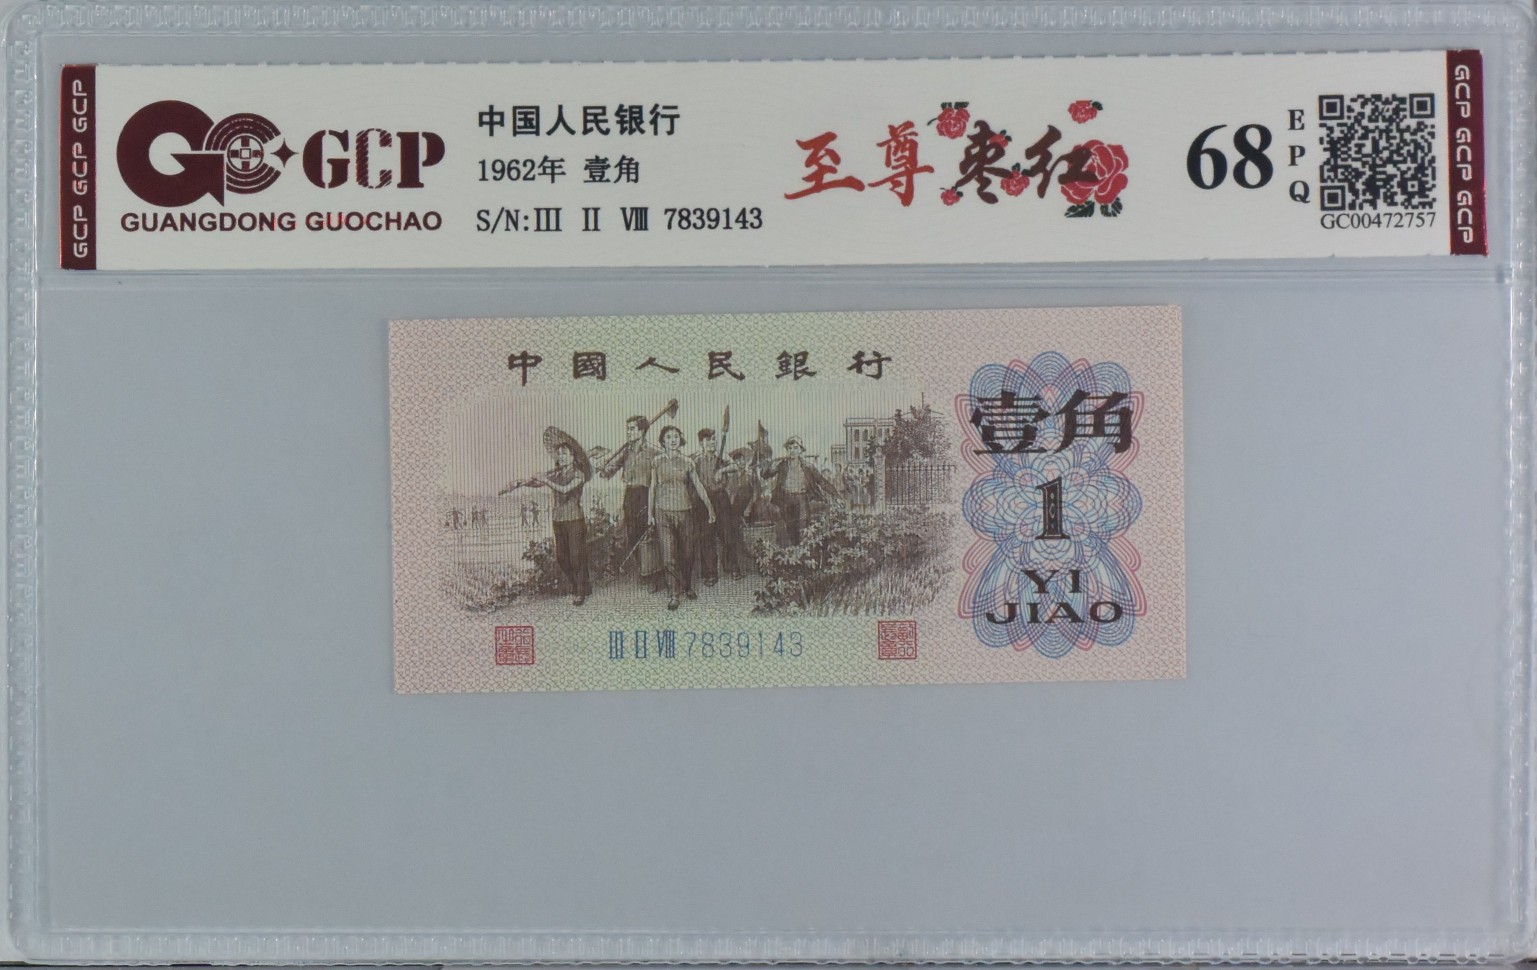 GCP GCP GCP
GCP
GUANGDONG GUOCHAO
中国人民银行
1962年 壹角
S/N:Ⅲ Ⅱ Ⅷ 7839143
至尊枣红
68
EPQ
GC00472757
GCP GCP GCP
中國人民銀行
壹角
1
YI
JIAO
Ⅲ Ⅱ Ⅷ 7839143